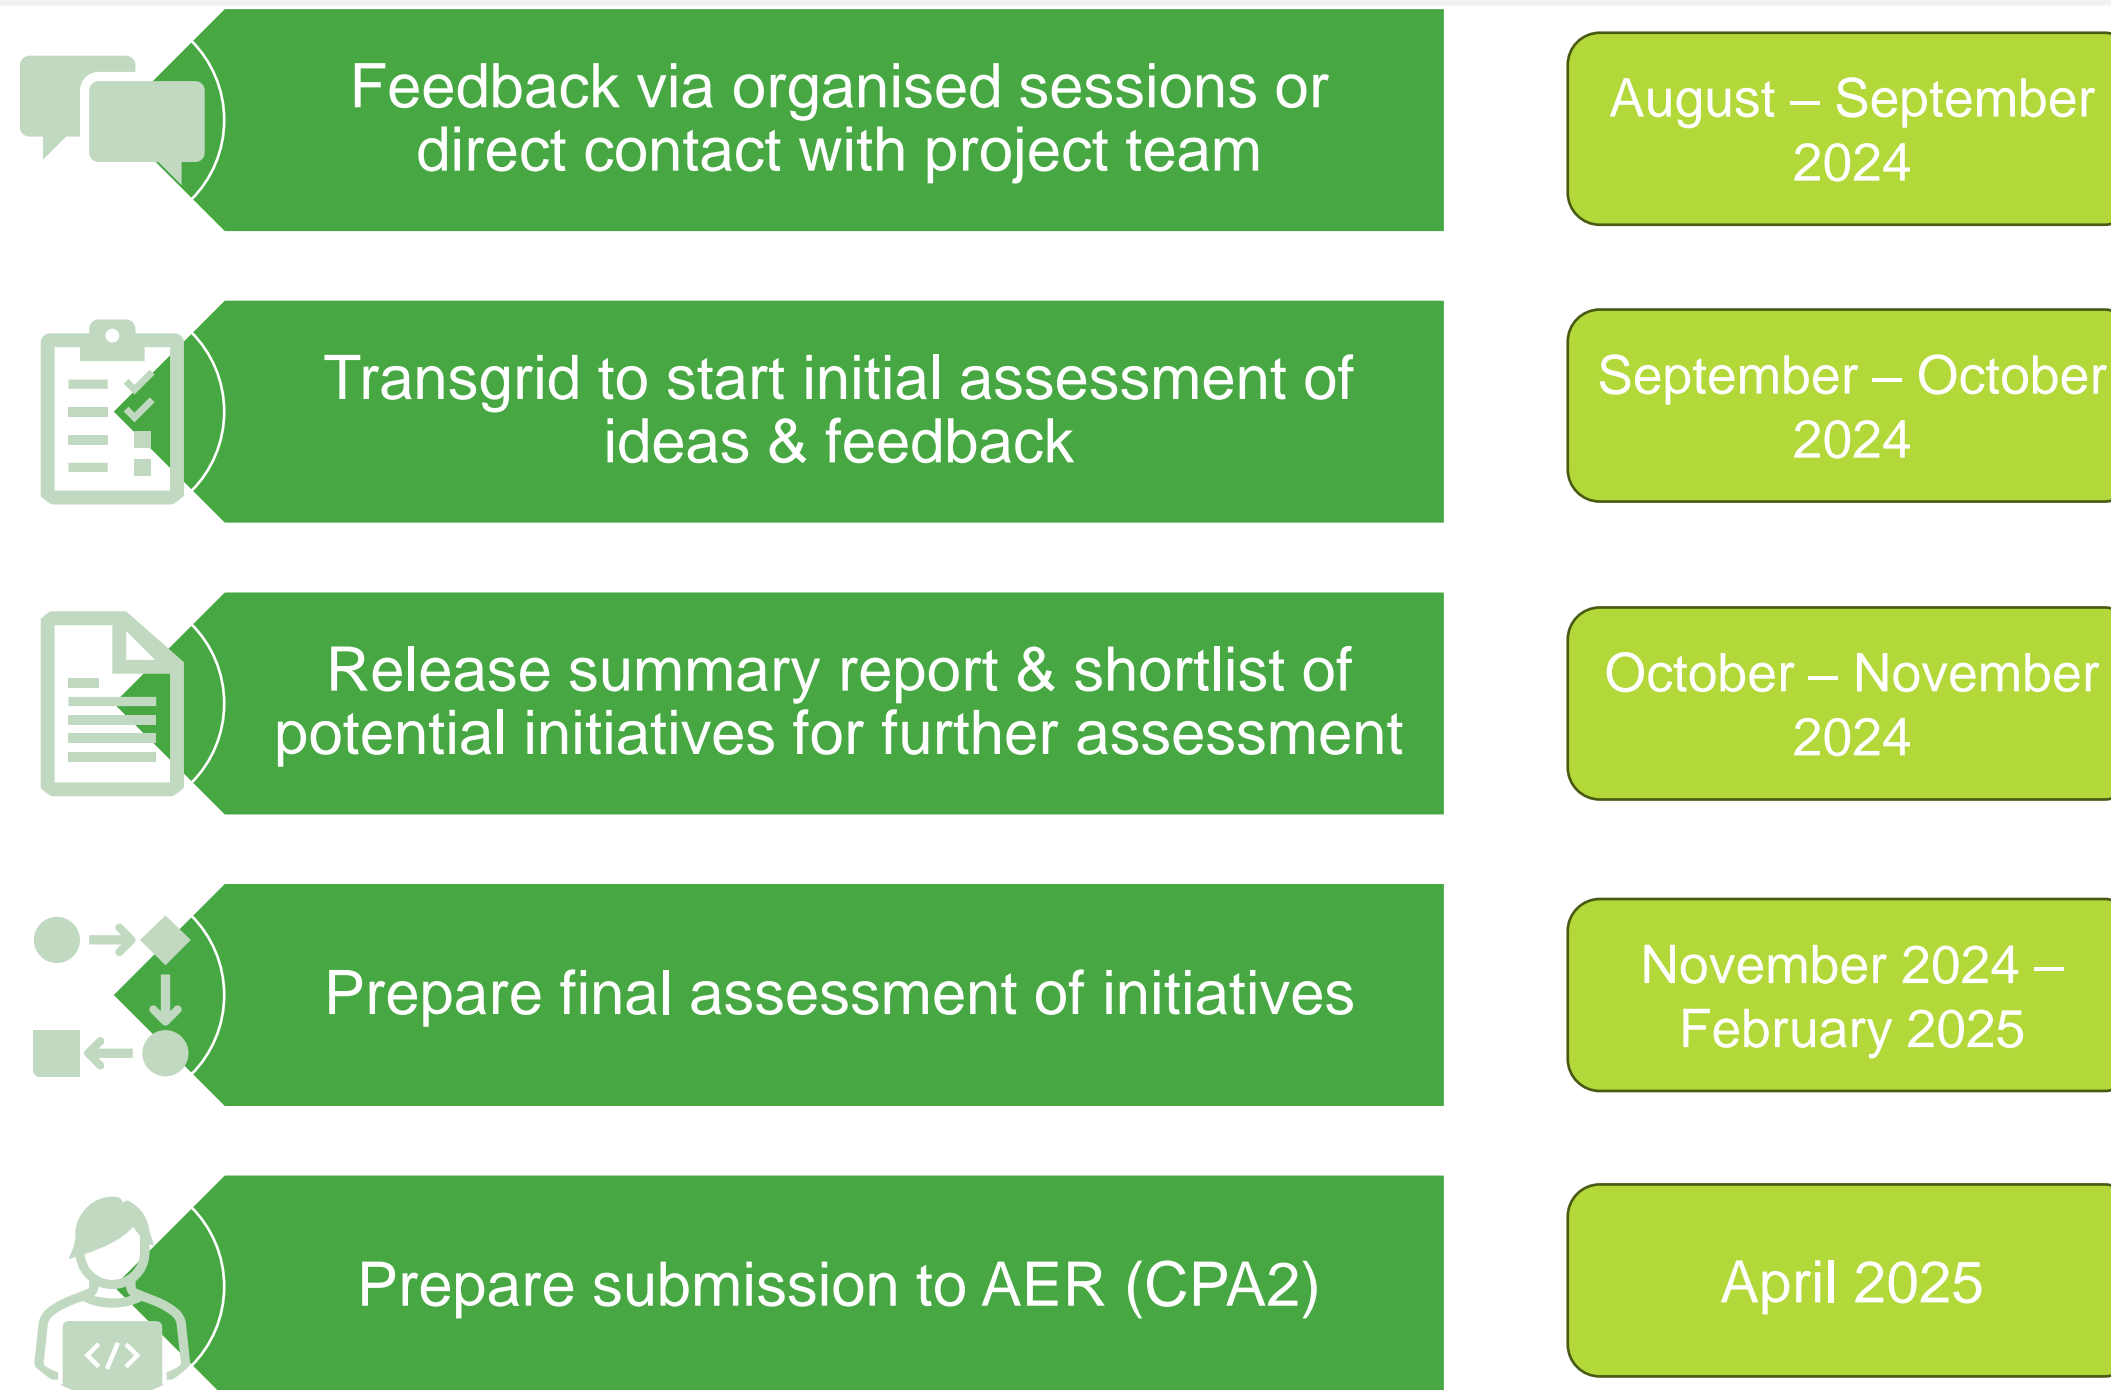 Feedback via organised sessions or
direct contact with project team
August – September
2024
Transgrid to start initial assessment of
ideas & feedback
September – October
2024
Release summary report & shortlist of
potential initiatives for further assessment
October – November
2024
Prepare final assessment of initiatives
November 2024 –
February 2025
Prepare submission to AER (CPA2)
April 2025